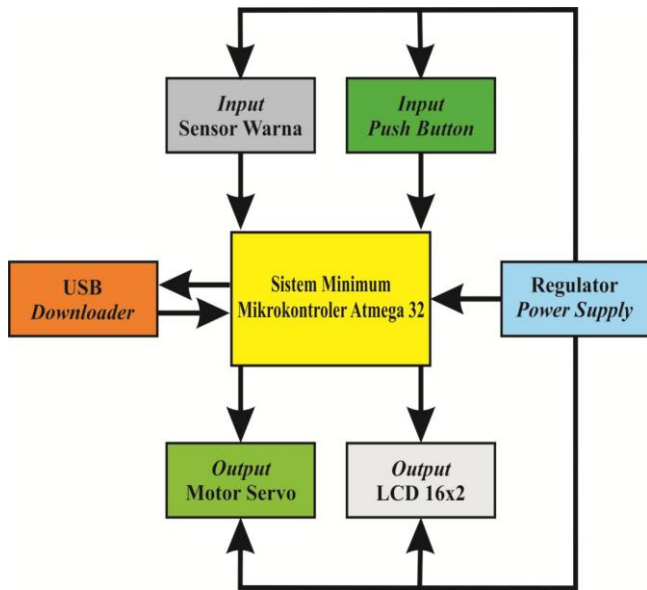 Input
Sensor Warna
Input
Push Button
Sistem Minimum
Mikrokontroler Atmega 32
USB
Downloader
Regulator
Power Supply
Output
Motor Servo
Output
LCD 16x2